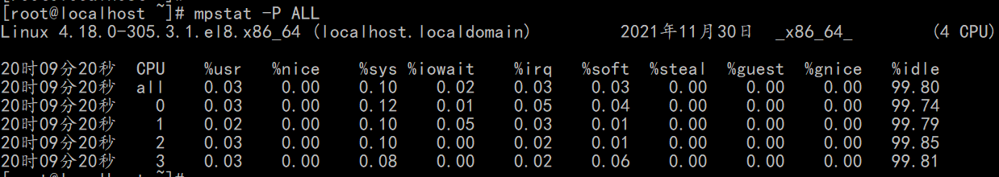 [root@localhost ~]# mpstat -P ALL
Linux 4.18.0-305.3.1.el8.x86_64 (localhost.localdomain) 2021年11月30日 _x86_64_ (4 CPU)
20时09分20秒 CPU %usr %nice %sys %iowait %irq %soft %steal %guest %gnice %idle
20时09分20秒 all 0.03 0.00 0.10 0.02 0.03 0.03 0.00 0.00 0.00 99.80
20时09分20秒 0 0.03 0.00 0.12 0.01 0.05 0.04 0.00 0.00 0.00 99.74
20时09分20秒 1 0.02 0.00 0.10 0.05 0.03 0.01 0.00 0.00 0.00 99.79
20时09分20秒 2 0.03 0.00 0.10 0.00 0.02 0.01 0.00 0.00 0.00 99.85
20时09分20秒 3 0.03 0.00 0.08 0.00 0.02 0.06 0.00 0.00 0.00 99.81